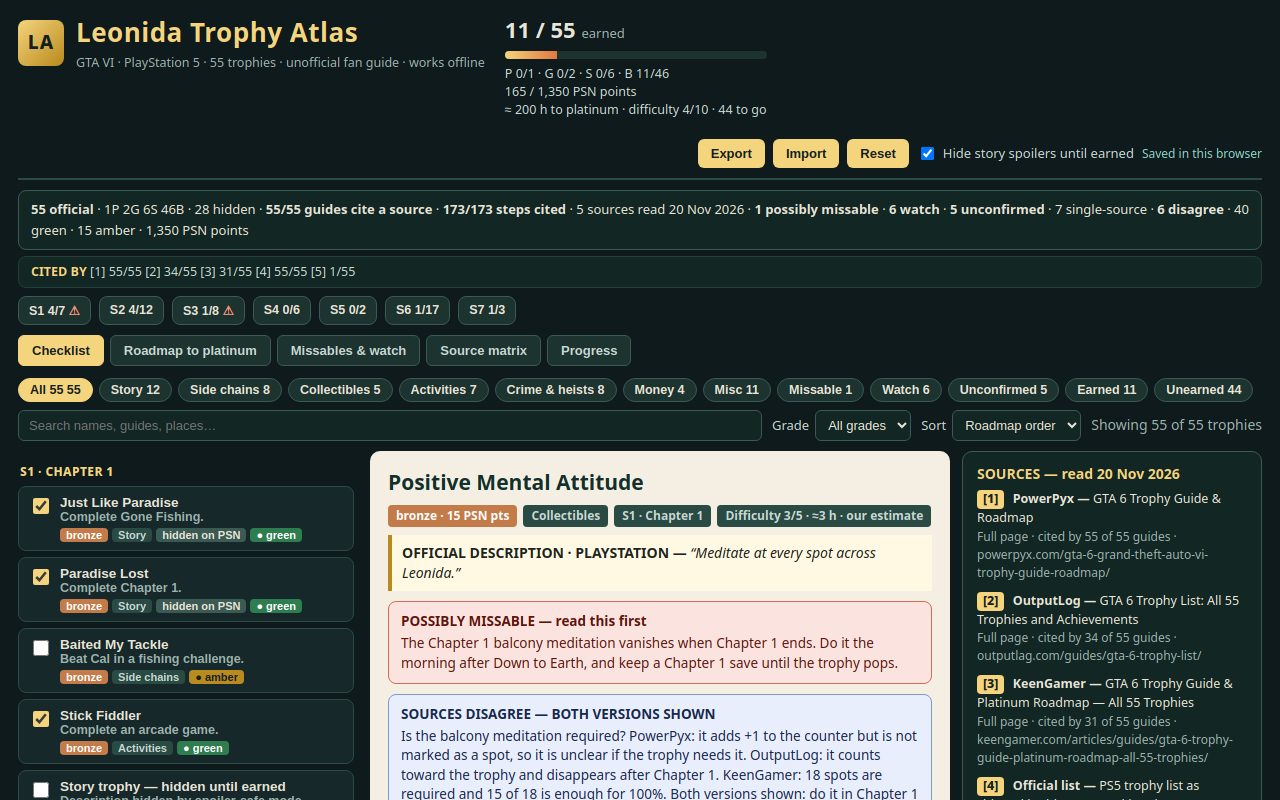 LA
Leonida Trophy Atlas
GTA VI · PlayStation 5 · 55 trophies · unofficial fan guide · works offline
11 / 55 earned
P 0/1 · G 0/2 · S 0/6 · B 11/46
165 / 1,350 PSN points
≈ 200 h to platinum · difficulty 4/10 · 44 to go
Export Import Reset Hide story spoilers until earned Saved in this browser
55 official · 1P 2G 6S 46B · 28 hidden · 55/55 guides cite a source · 173/173 steps cited · 5 sources read 20 Nov 2026 · 1 possibly missable · 6 watch · 5 unconfirmed · 7 single-source · 6 disagree · 40
green · 15 amber · 1,350 PSN points
CITED BY [1] 55/55 [2] 34/55 [3] 31/55 [4] 55/55 [5] 1/55
S1 4/7 ⚠ S2 4/12 S3 1/8 ⚠ S4 0/6 S5 0/2 S6 1/17 S7 1/3
Checklist Roadmap to platinum Missables & watch Source matrix Progress
All 55 55 Story 12 Side chains 8 Collectibles 5 Activities 7 Crime & heists 8 Money 4 Misc 11 Missable 1 Watch 6 Unconfirmed 5 Earned 11 Unearned 44
Search names, guides, places… Grade All grades Sort Roadmap order Showing 55 of 55 trophies
S1 · CHAPTER 1
Just Like Paradise
Complete Gone Fishing.
bronze Story hidden on PSN ● green
Paradise Lost
Complete Chapter 1.
bronze Story hidden on PSN ● green
Baited My Tackle
Beat Cal in a fishing challenge.
bronze Side chains ● amber
Stick Fiddler
Complete an arcade game.
bronze Activities ● green
Story trophy — hidden until earned
Description hidden by spoiler-safe mode
Positive Mental Attitude
bronze · 15 PSN pts Collectibles S1 · Chapter 1 Difficulty 3/5 · ≈3 h · our estimate
OFFICIAL DESCRIPTION · PLAYSTATION — “Meditate at every spot across
Leonida.”
POSSIBLY MISSABLE — read this first
The Chapter 1 balcony meditation vanishes when Chapter 1 ends. Do it the
morning after Down to Earth, and keep a Chapter 1 save until the trophy pops.
SOURCES DISAGREE — BOTH VERSIONS SHOWN
Is the balcony meditation required? PowerPyx: it adds +1 to the counter but is not
marked as a spot, so it is unclear if the trophy needs it. OutputLog: it counts
toward the trophy and disappears after Chapter 1. KeenGamer: 18 spots are
required and 15 of 18 is enough for 100%. Both versions shown: do it in Chapter 1
SOURCES — read 20 Nov 2026
[1] PowerPyx — GTA 6 Trophy Guide &
Roadmap
Full page · cited by 55 of 55 guides ·
powerpyx.com/gta-6-grand-theft-auto-vi-
trophy-guide-roadmap/
[2] OutputLog — GTA 6 Trophy List: All 55
Trophies and Achievements
Full page · cited by 34 of 55 guides ·
outputlag.com/guides/gta-6-trophy-list/
[3] KeenGamer — GTA 6 Trophy Guide &
Platinum Roadmap — All 55 Trophies
Full page · cited by 31 of 55 guides ·
keengamer.com/articles/guides/gta-6-trophy-
guide-platinum-roadmap-all-55-trophies/
[4] Official list — PS5 trophy list as